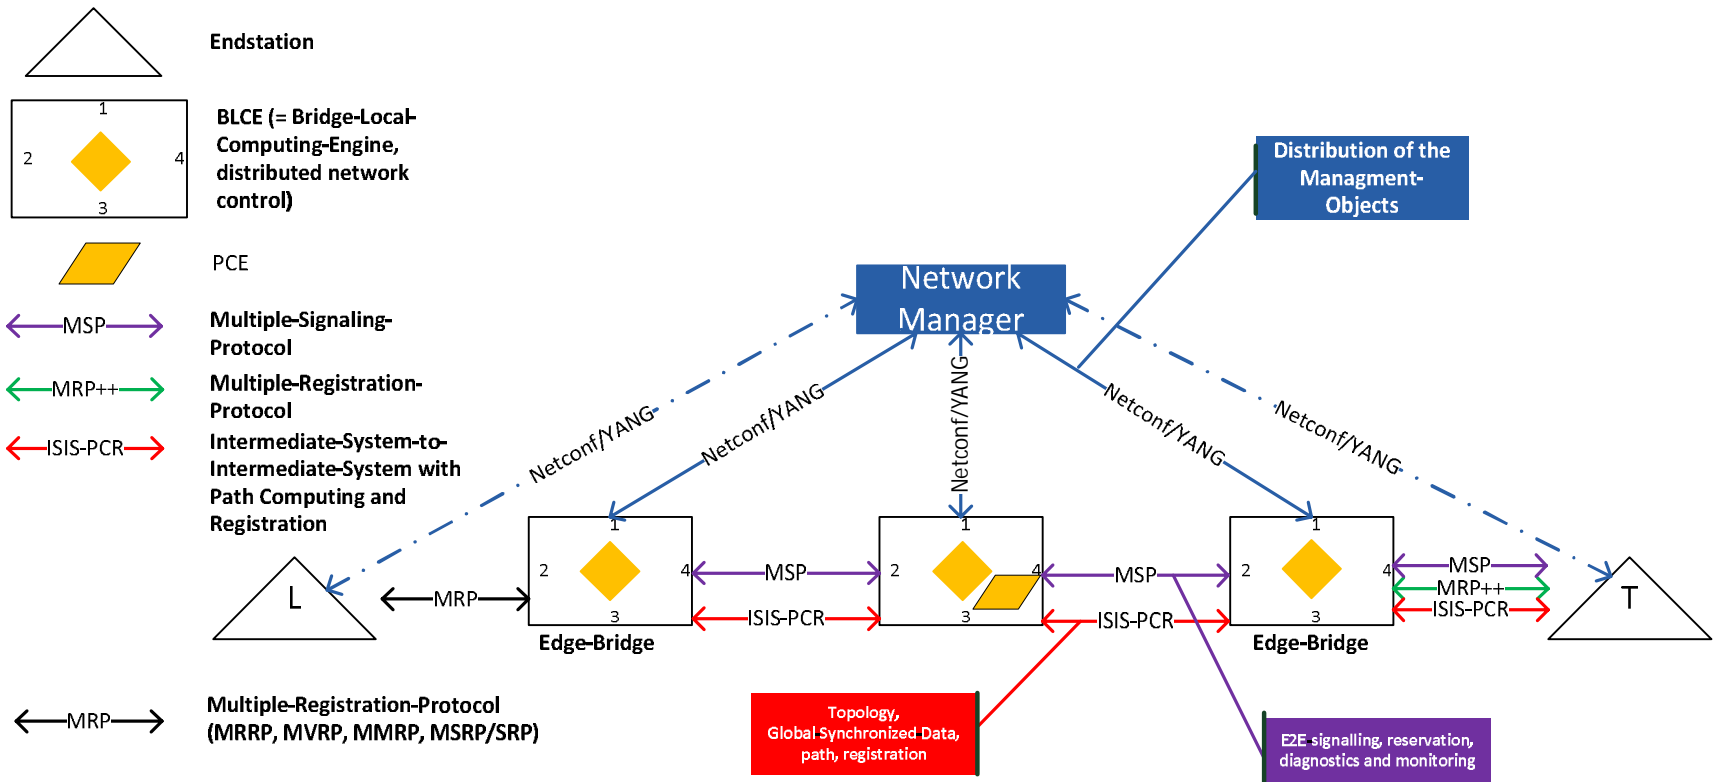 Endstation
1
2
4
3
BLCE (= Bridge-Local-
Computing-Engine,
distributed network
control)
PCE
MSP
Multiple-Signaling-
Protocol
MRP++
Multiple-Registration-
Protocol
ISIS-PCR
Intermediate-System-to-
Intermediate-System with
Path Computing and
Registration
MRP
Multiple-Registration-Protocol
(MRRP, MVRP, MMRP, MSRP/SRP)
Distribution of the
Managment-
Objects
Network
Manager
Netconf/YANG
Netconf/YANG
Netconf/YANG
Netconf/YANG
Netconf/YANG
L
MRP
1
2
4
3
Edge-Bridge
MSP
ISIS-PCR
1
2
4
3
MSP
ISIS-PCR
1
2
4
3
Edge-Bridge
MSP
MRP++
ISIS-PCR
T
Topology,
Global-Synchronized-Data,
path, registration
E2E-signalling, reservation,
diagnostics and monitoring